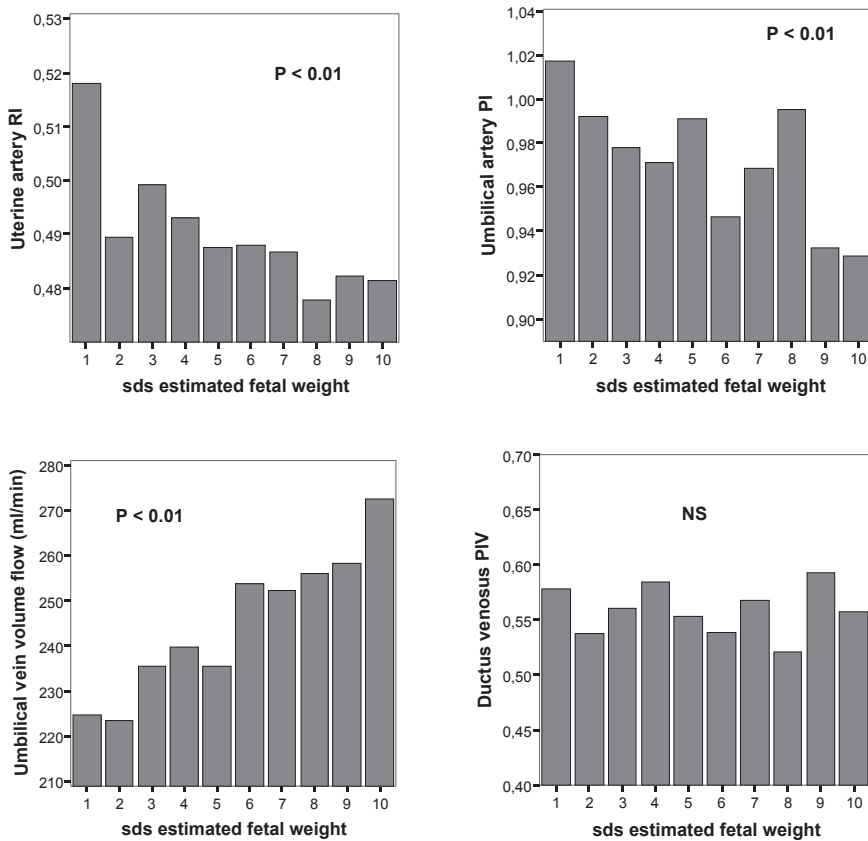 0,53
0,52
0,51
0,50
0,49
0,48
Uterine artery RI
P < 0.01
1 2 3 4 5 6 7 8 9 10
sds estimated fetal weight
1,04
1,02
1,00
0,98
0,96
0,94
0,92
0,90
Umbilical artery PI
P < 0.01
1 2 3 4 5 6 7 8 9 10
sds estimated fetal weight
280
270
260
250
240
230
220
210
Umbilical vein volume flow (ml/min)
P < 0.01
1 2 3 4 5 6 7 8 9 10
sds estimated fetal weight
0,70
0,65
0,60
0,55
0,50
0,45
0,40
Ductus venosus PIV
NS
1 2 3 4 5 6 7 8 9 10
sds estimated fetal weight